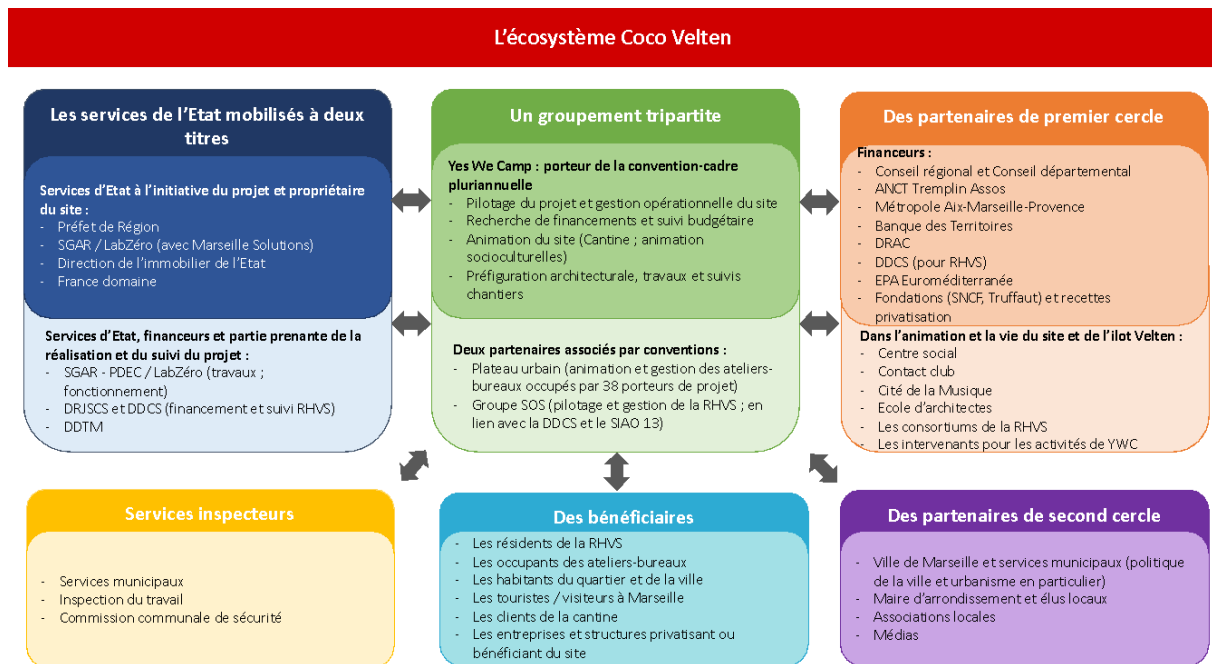 L'écosystème Coco Velten
Les services de l'Etat mobilisés à deux
titres
Services d'Etat à l'initiative du projet et propriétaire
du site :
- Préfet de Région
- SGAR / LabZéro (avec Marseille Solutions)
- Direction de l'immobilier de l'Etat
- France domaine
Services d'Etat, financeurs et partie prenante de la
réalisation et du suivi du projet :
- SGAR - PDEC / LabZéro (travaux ;
fonctionnement)
- DRJSCS et DDCS (financement et suivi RHVS)
- DDTM
Un groupement tripartite
Yes We Camp : porteur de la convention-cadre
pluriannuelle
- Pilotage du projet et gestion opérationnelle du site
- Recherche de financements et suivi budgétaire
- Animation du site (Cantine ; animation
socioculturelles)
- Préfiguration architecturale, travaux et suivis
chantiers
Deux partenaires associés par conventions :
- Plateau urbain (animation et gestion des ateliers-
bureaux occupés par 38 porteurs de projet)
- Groupe SOS (pilotage et gestion de la RHVS ; en
lien avec la DDCS et le SIAO 13)
Des partenaires de premier cercle
Financeurs :
- Conseil régional et Conseil départemental
- ANCT Tremplin Assos
- Métropole Aix-Marseille-Provence
- Banque des Territoires
- DRAC
- DDCS (pour RHVS)
- EPA Euroméditerranée
- Fondations (SNCF, Truffaut) et recettes
privatisation
Dans l'animation et la vie du site et de l'ilot Velten :
- Centre social
- Contact club
- Cité de la Musique
- Ecole d'architectes
- Les consortiums de la RHVS
- Les intervenants pour les activités de YWC
Services inspecteurs
- Services municipaux
- Inspection du travail
- Commission communale de sécurité
Des bénéficiaires
- Les résidents de la RHVS
- Les occupants des ateliers-bureaux
- Les habitants du quartier et de la ville
- Les touristes / visiteurs à Marseille
- Les clients de la cantine
- Les entreprises et structures privatisant ou
bénéficiant du site
Des partenaires de second cercle
- Ville de Marseille et services municipaux (politique
de la ville et urbanisme en particulier)
- Maire d'arrondissement et élus locaux
- Associations locales
- Médias